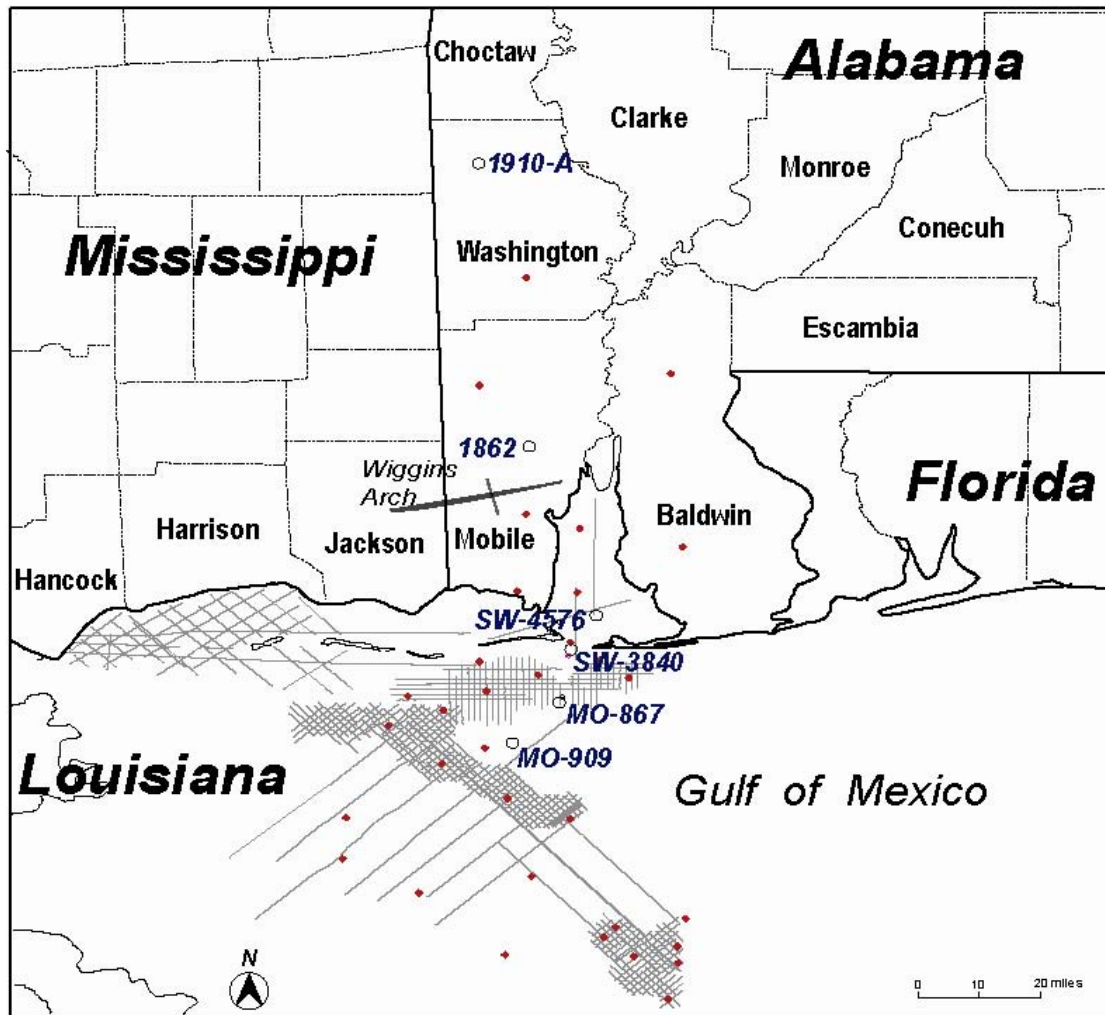 Choctaw
Alabama
Clarke
1910-A
Monroe
Conecuh
Mississippi
Washington
Escambia
1862
Wiggins
Arch
Florida
Harrison
Jackson
Mobile
Baldwin
Hancock
SW-4576
SW-3840
MO-867
MO-909
Louisiana
Gulf of Mexico
N
0 10 20 miles